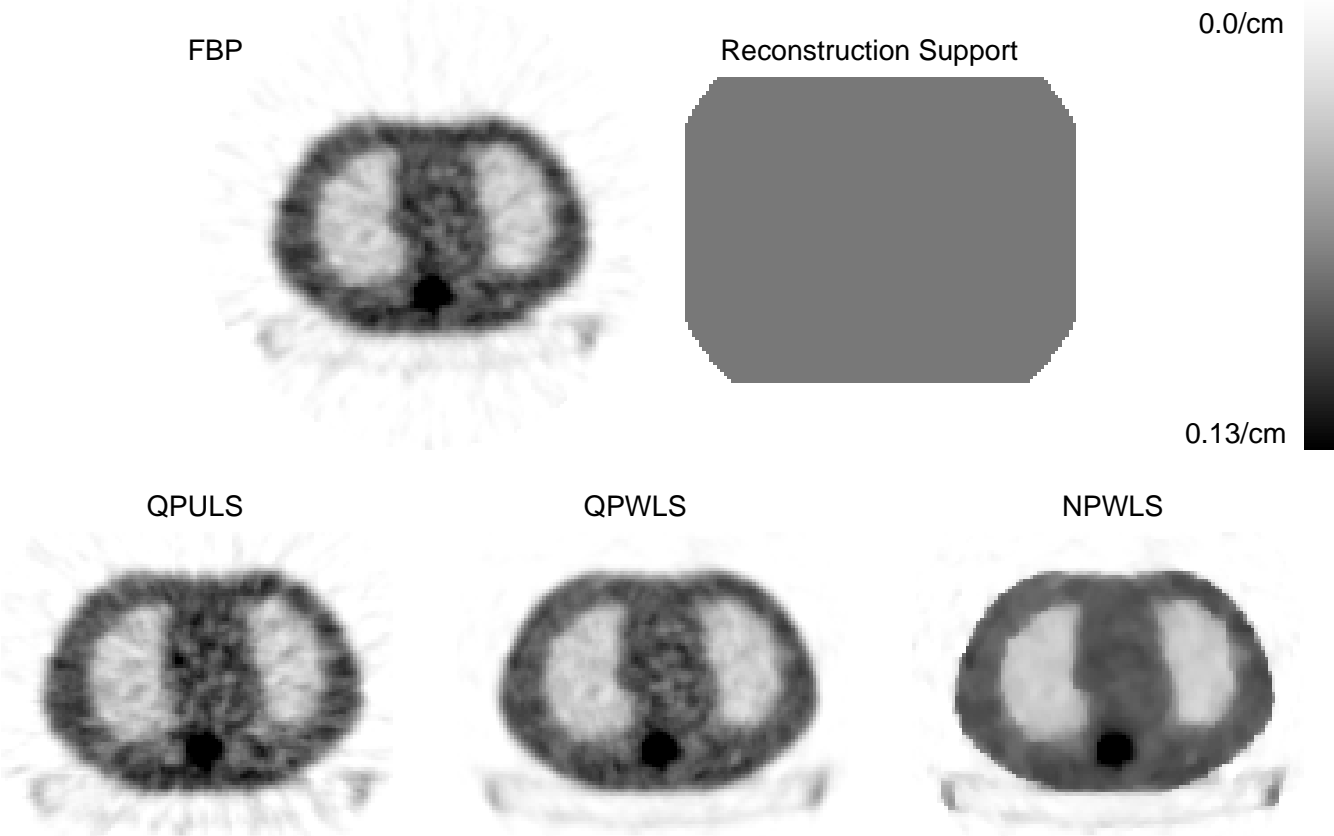 FBP
Reconstruction Support
0.0/cm
0.13/cm
QPULS
QPWLS
NPWLS